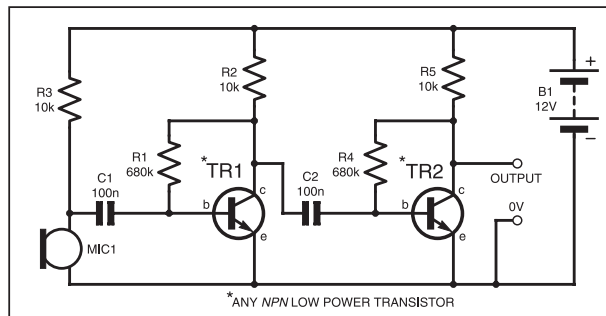 R3
10k
R2
10k
R5
10k
+
B1
12V
–
R1
680k
*TR1
C1
100n
b
c
e
MIC1
C2
100n
R4
680k
*TR2
b
c
e
OUTPUT
0V
*ANY NPN LOW POWER TRANSISTOR